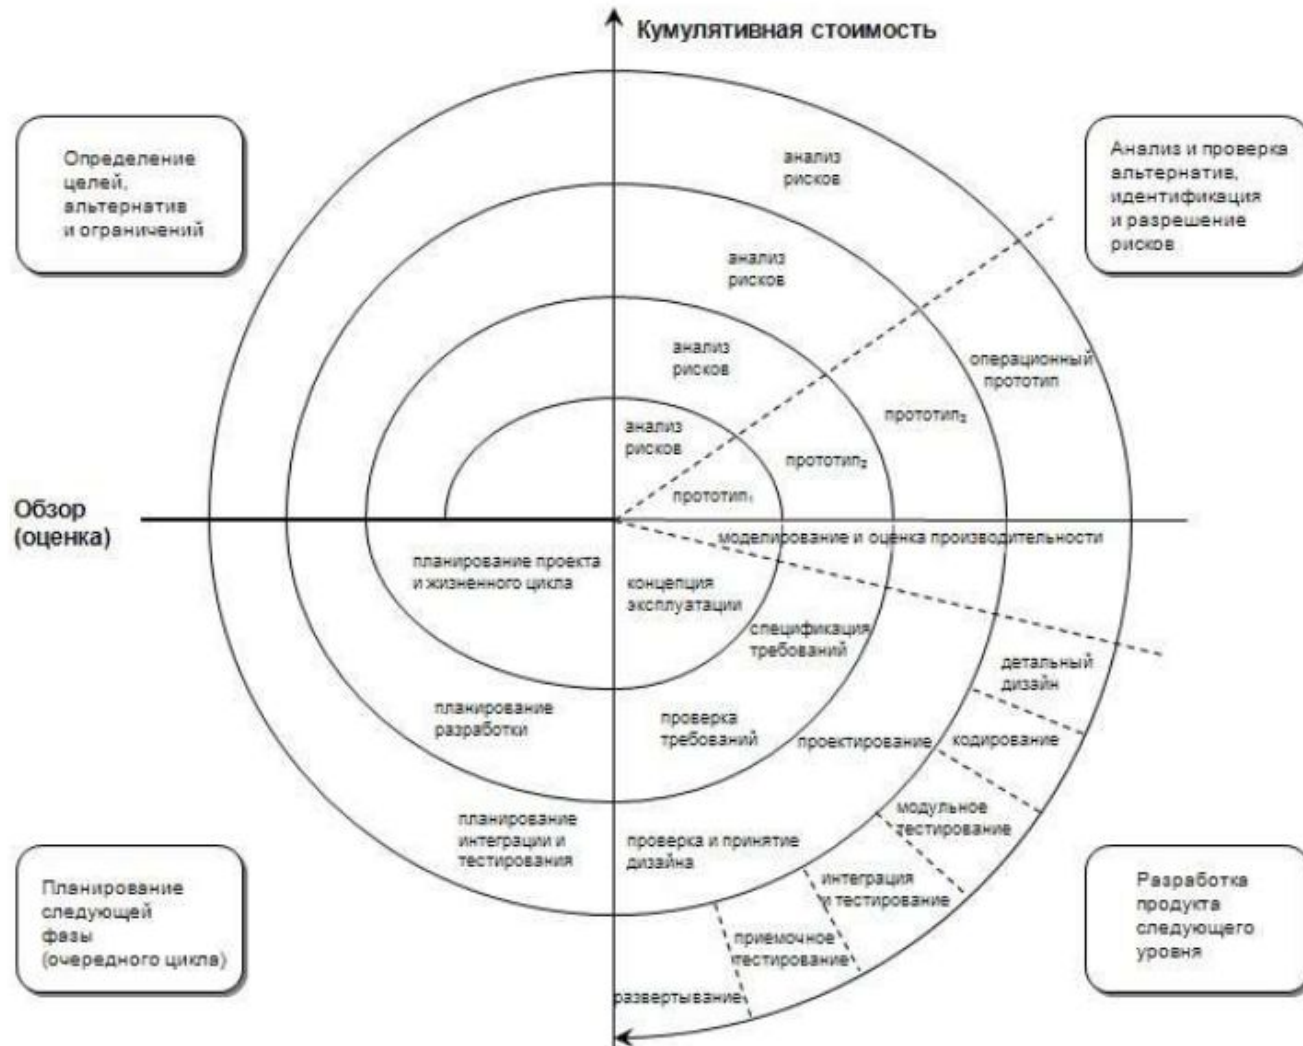 Кумулятивная стоимость
Определение
целей,
альтернатив
и ограничений
Анализ и проверка
альтернатив,
идентификация
и разрешение
рисков
анализ
рисков
анализ
рисков
анализ
рисков
анализ
рисков
операционный
прототип
прототип₂
прототип₂
прототип₁
Обзор
(оценка)
моделирование и оценка производительности
планирование проекта
и жизненного цикла
концепция
эксплуатации
спецификация
требований
детальный
дизайн
планирование
разработки
проверка
требований
проектирование
кодирование
модульное
тестирование
планирование
интеграции и
тестирования
проверка и принятие
дизайна
интеграция
и тестирование
приемочное
тестирование
развертывание
Планирование
следующей
фазы
(очередного цикла)
Разработка
продукта
следующего
уровня